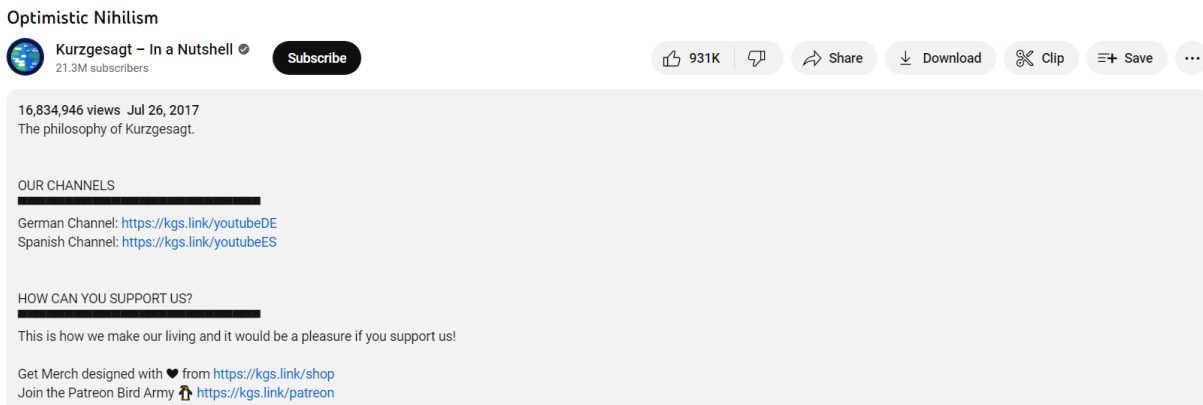 Optimistic Nihilism
Kurzgesagt – In a Nutshell
21.3M subscribers
Subscribe
931K
Share
Download
Clip
Save
16,834,946 views Jul 26, 2017
The philosophy of Kurzgesagt.
OUR CHANNELS
German Channel: https://kgs.link/youtubeDE
Spanish Channel: https://kgs.link/youtubeES
HOW CAN YOU SUPPORT US?
This is how we make our living and it would be a pleasure if you support us!
Get Merch designed with ❤ from https://kgs.link/shop
Join the Patreon Bird Army 🐧 https://kgs.link/patreon